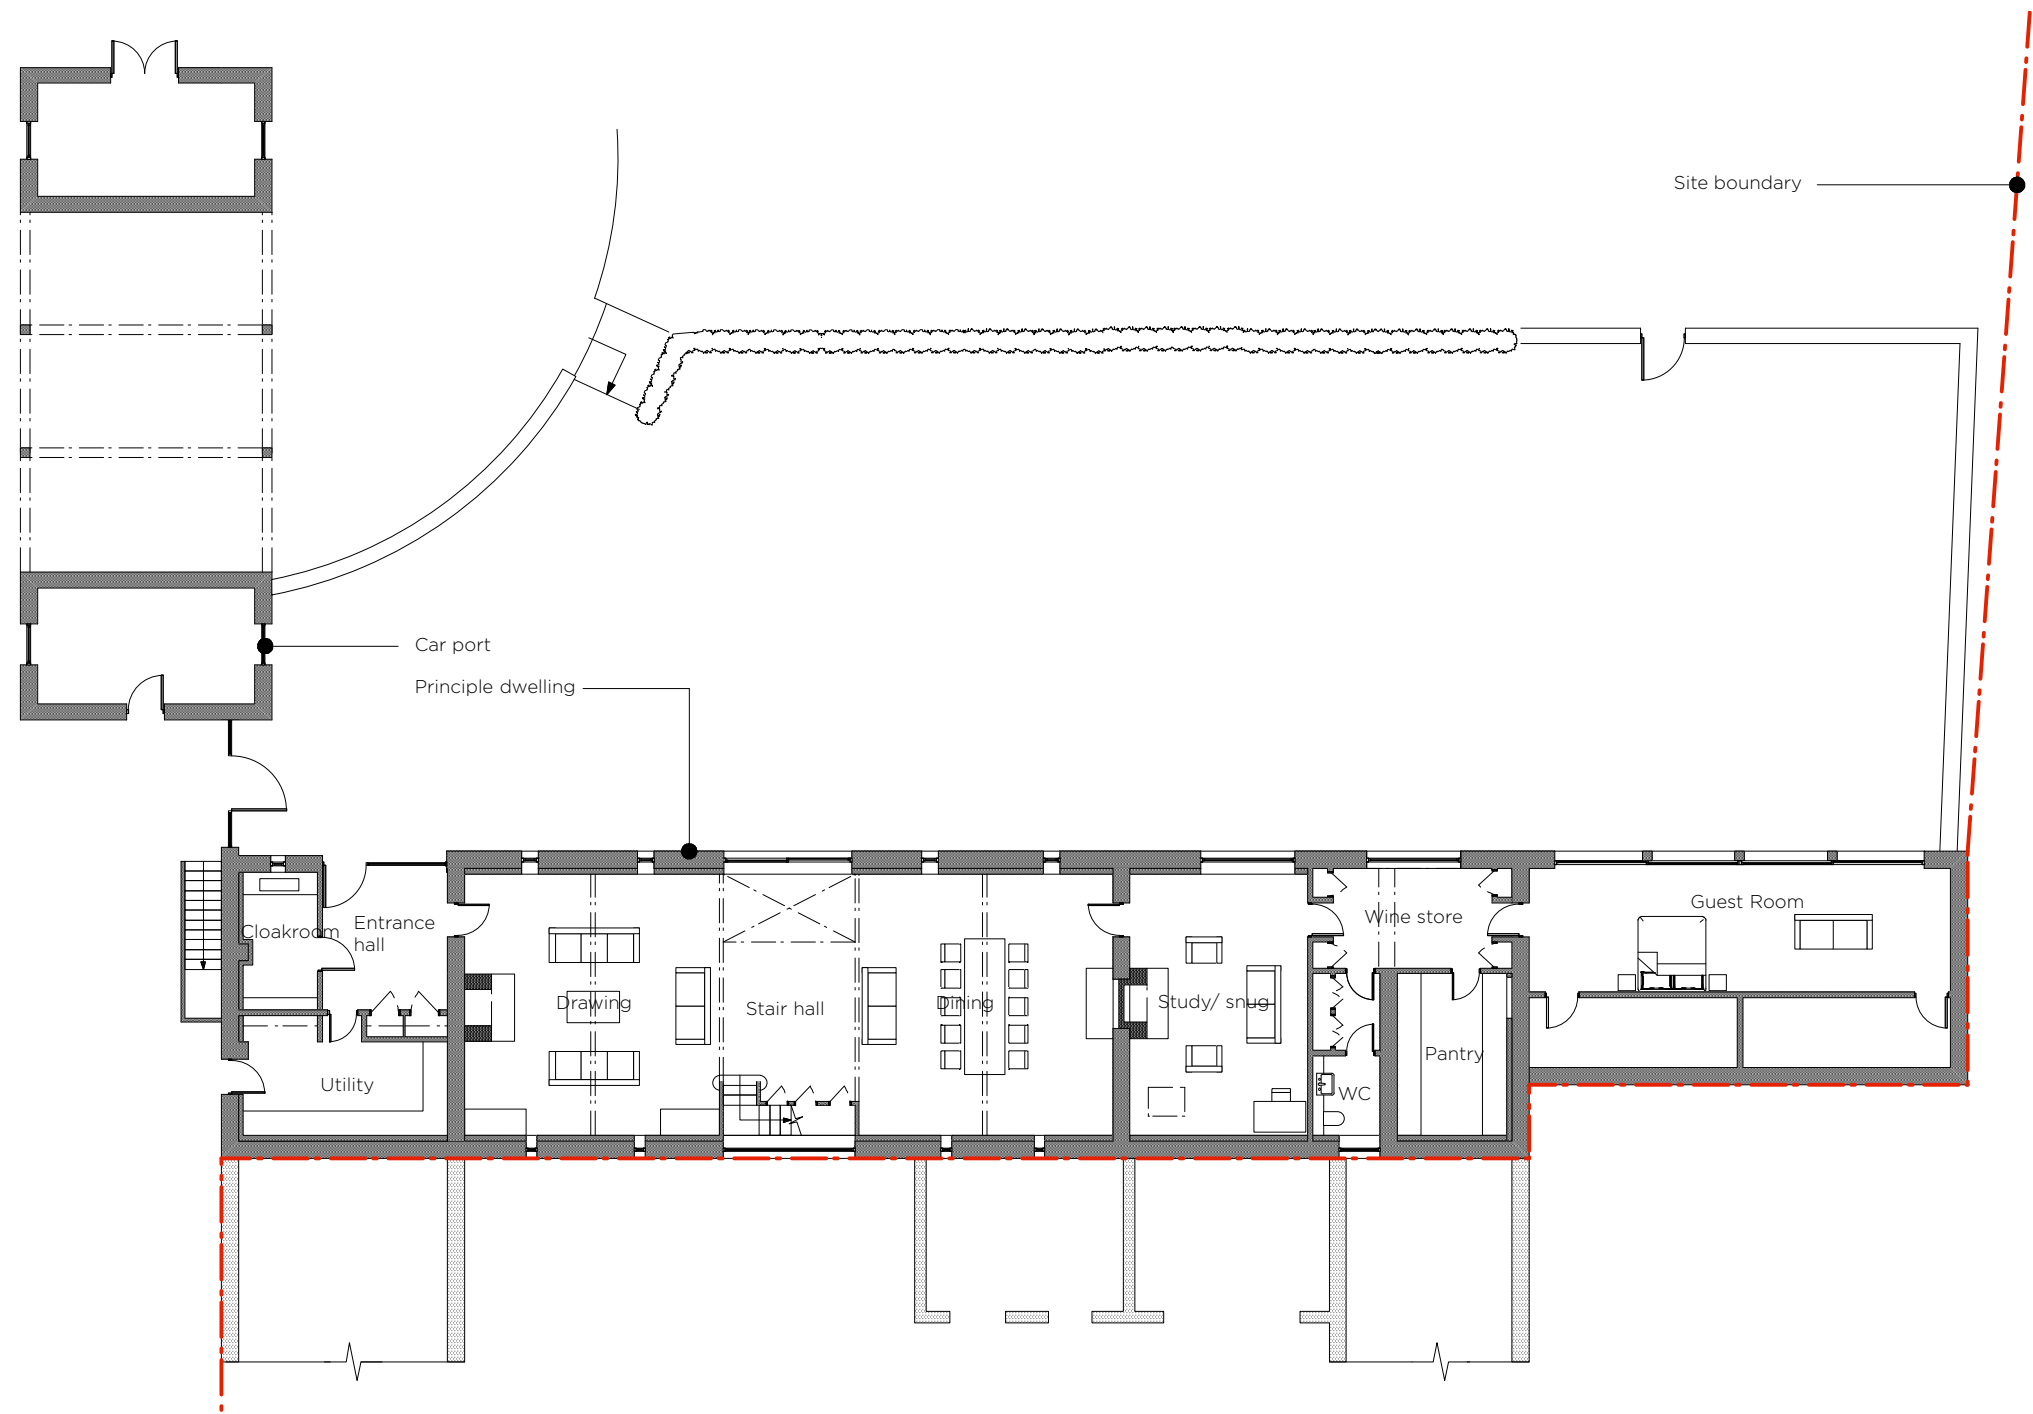 Site boundary
Car port
Principle dwelling
Guest Room
Wine store
Entrance
hall
Cloakroom
Drawing
Stair hall
Dining
Study/ snug
Pantry
Utility
WC